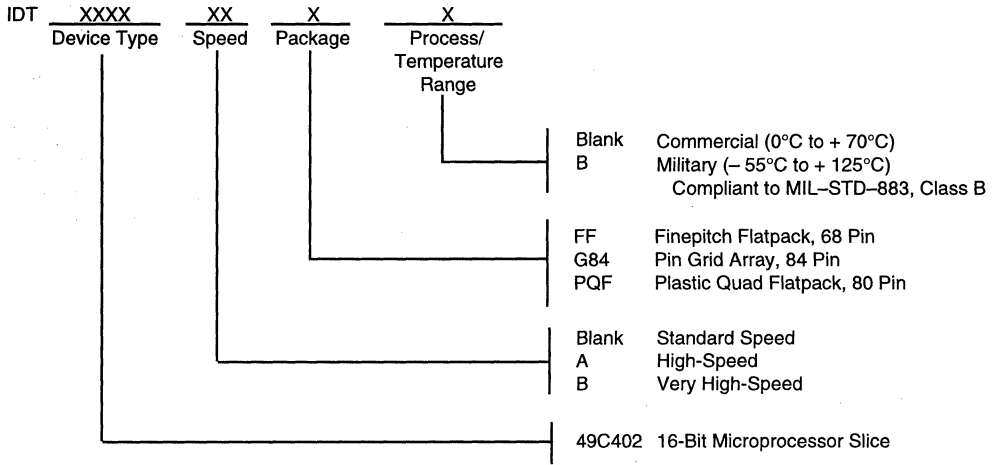 IDT XXXX XX X X
Device Type Speed Package Process/
Temperature
Range
Blank Commercial (0°C to + 70°C)
B Military (– 55°C to + 125°C)
Compliant to MIL–STD–883, Class B
FF Finepitch Flatpack, 68 Pin
G84 Pin Grid Array, 84 Pin
PQF Plastic Quad Flatpack, 80 Pin
Blank Standard Speed
A High-Speed
B Very High-Speed
49C402 16-Bit Microprocessor Slice